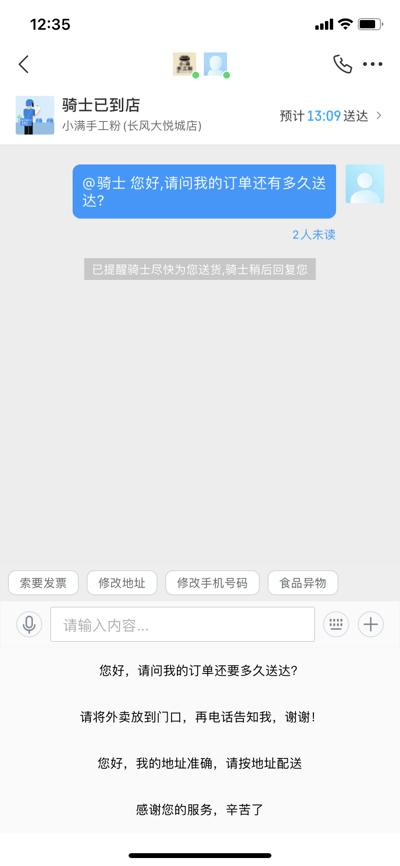 12:35
骑士已到店
小满手工粉(长风大悦城店)
预计13:09送达
@骑士 您好,请问我的订单还有多久送
达?
2人未读
已提醒骑士尽快为您送货,骑士稍后回复您
索要发票 修改地址 修改手机号码 食品异物
请输入内容...
您好，请问我的订单还要多久送达?
请将外卖放到门口，再电话告知我，谢谢！
您好，我的地址准确，请按地址配送
感谢您的服务，辛苦了